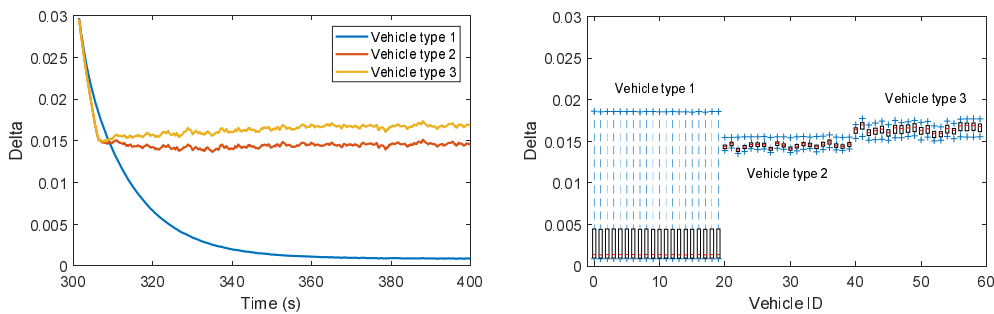 0.03
0.025
0.02
0.015
0.01
0.005
0
Delta
300
320
340
360
380
400
Time (s)
Vehicle type 1
Vehicle type 2
Vehicle type 3
0.03
0.025
0.02
0.015
0.01
0.005
0
Delta
Vehicle type 1
Vehicle type 2
Vehicle type 3
0
10
20
30
40
50
60
Vehicle ID